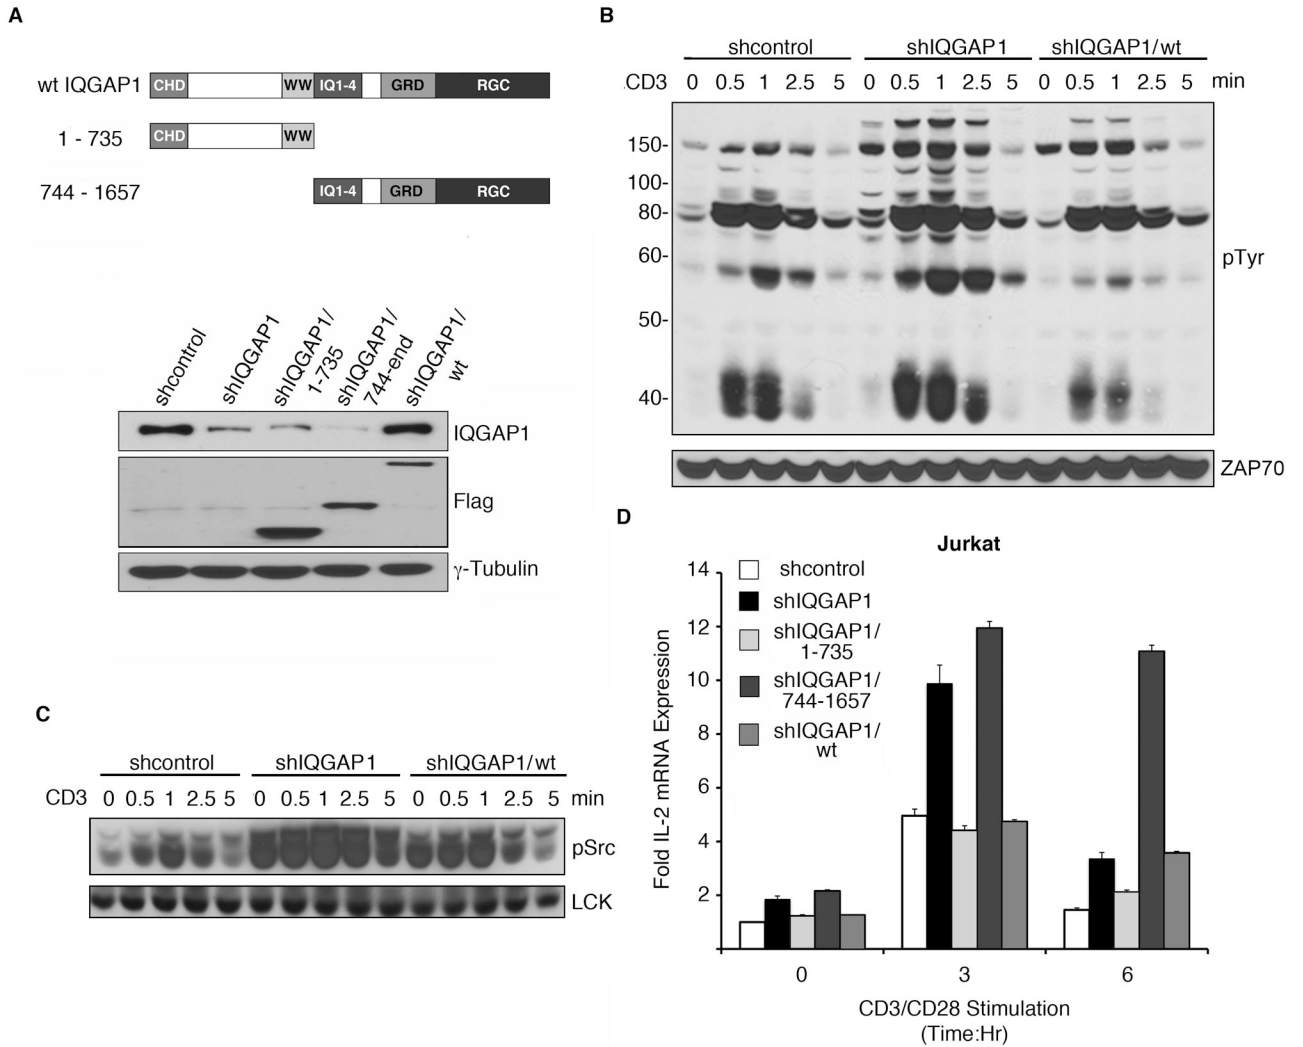 A
wt IQGAP1 CHD WW IQ1-4 GRD RGC
1 - 735 CHD WW
744 - 1657 IQ1-4 GRD RGC
shcontrol
shIQGAP1
shIQGAP1/
1-735
shIQGAP1/
744-end
shIQGAP1/
wt
IQGAP1
Flag
γ-Tubulin
B
shcontrol shIQGAP1 shIQGAP1/wt
CD3 0 0.5 1 2.5 5 0 0.5 1 2.5 5 0 0.5 1 2.5 5 min
150-
100-
80-
60-
50-
40-
pTyr
ZAP70
C
shcontrol shIQGAP1 shIQGAP1/wt
CD3 0 0.5 1 2.5 5 0 0.5 1 2.5 5 0 0.5 1 2.5 5 min
pSrc
LCK
D
Jurkat
shcontrol
shIQGAP1
shIQGAP1/
1-735
shIQGAP1/
744-1657
shIQGAP1/
wt
Fold IL-2 mRNA Expression
14
12
10
8
6
4
2
0 3 6
CD3/CD28 Stimulation
(Time:Hr)